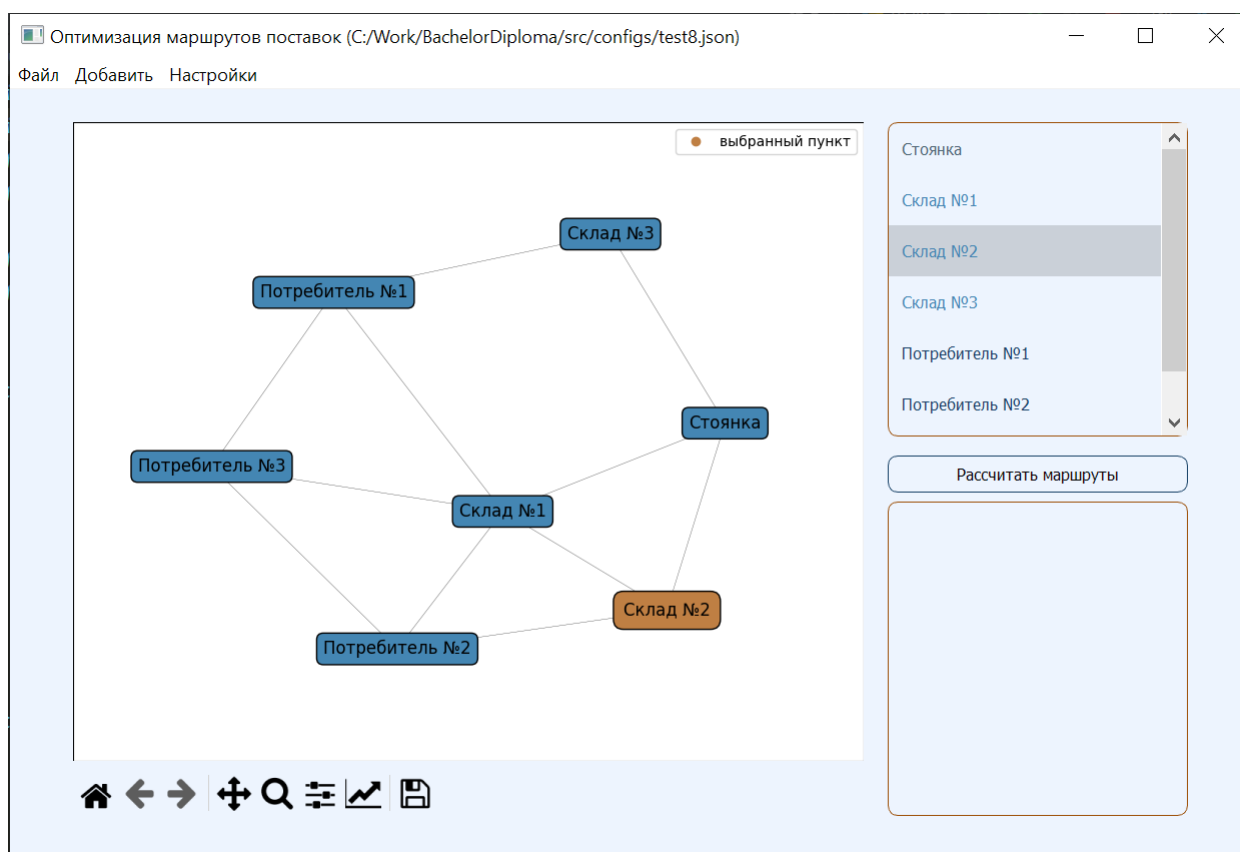 Оптимизация маршрутов поставок (C:/Work/BachelorDiploma/src/configs/test8.json)
Файл Добавить Настройки
выбранный пункт
Склад №3
Потребитель №1
Стоянка
Потребитель №3
Склад №1
Склад №2
Потребитель №2
Стоянка
Склад №1
Склад №2
Склад №3
Потребитель №1
Потребитель №2
Рассчитать маршруты